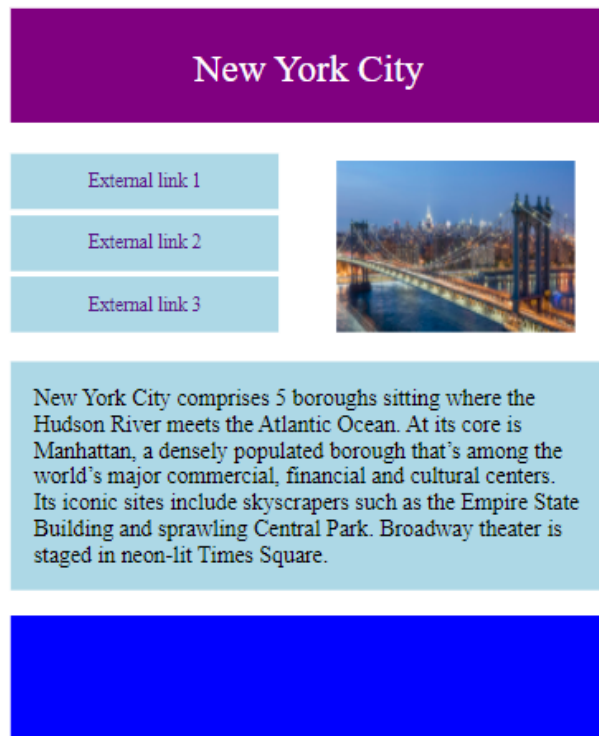 New York City
External link 1
External link 2
External link 3
New York City comprises 5 boroughs sitting where the
Hudson River meets the Atlantic Ocean. At its core is
Manhattan, a densely populated borough that’s among the
world’s major commercial, financial and cultural centers.
Its iconic sites include skyscrapers such as the Empire State
Building and sprawling Central Park. Broadway theater is
staged in neon-lit Times Square.